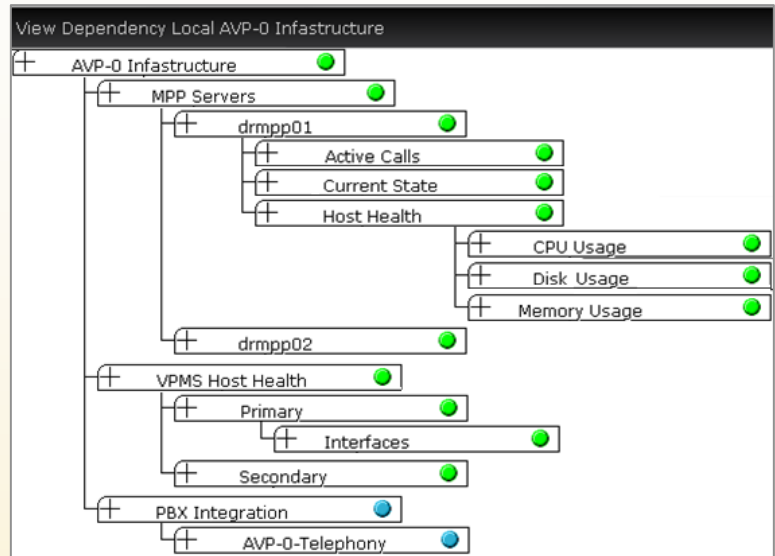 View Dependency Local AVP-0 Infastructure
AVP-0 Infastructure
MPP Servers
drmpp01
Active Calls
Current State
Host Health
CPU Usage
Disk Usage
Memory Usage
drmpp02
VPMS Host Health
Primary
Interfaces
Secondary
PBX Integration
AVP-0-Telephony